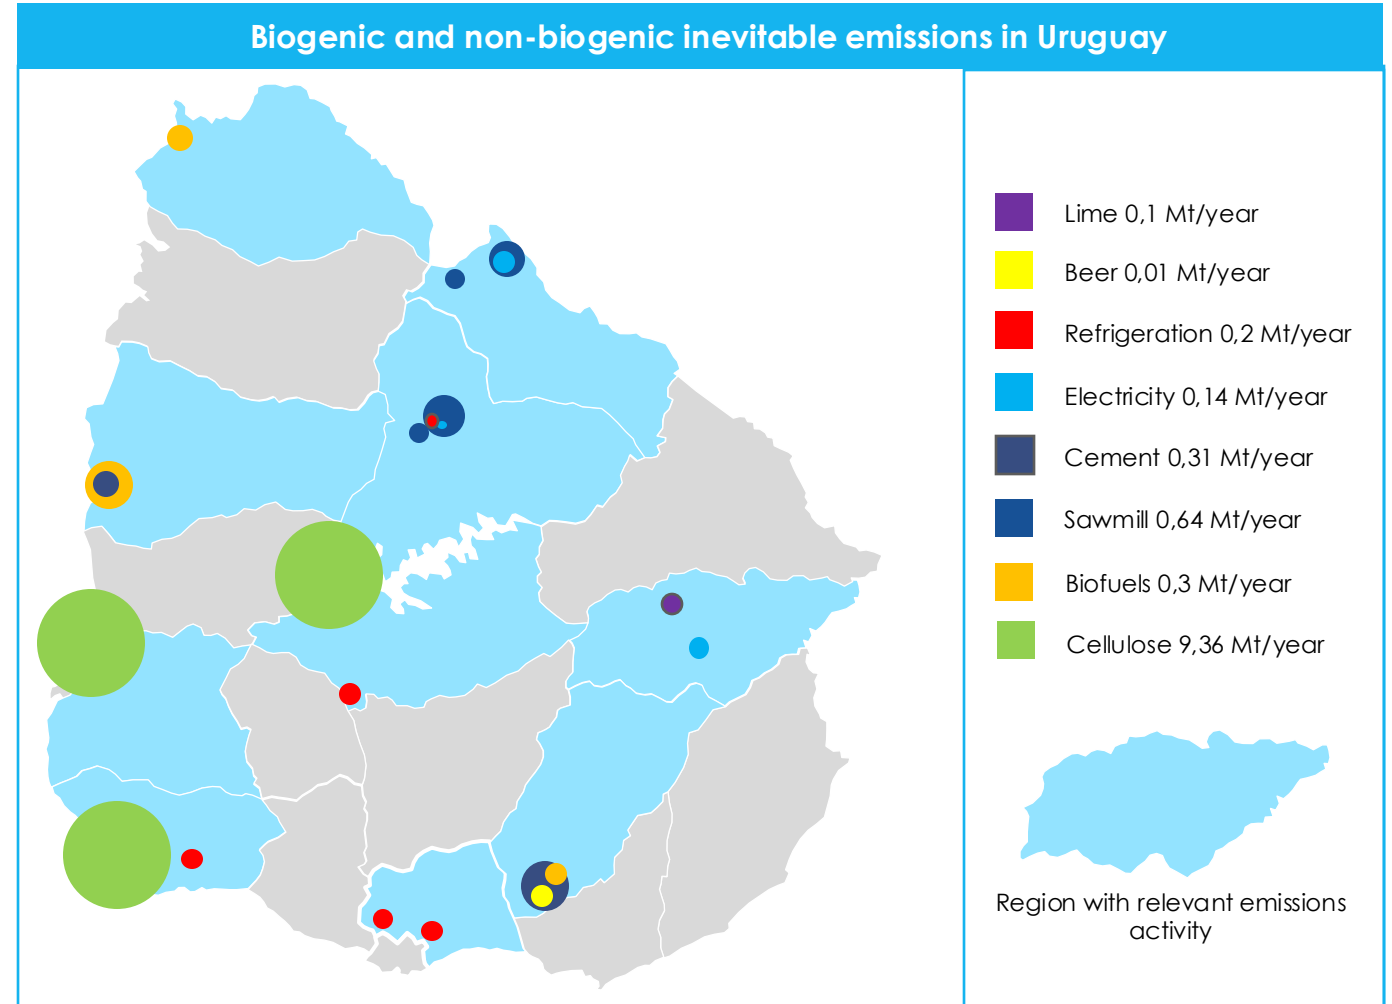 Biogenic and non-biogenic inevitable emissions in Uruguay
Lime 0,1 Mt/year
Beer 0,01 Mt/year
Refrigeration 0,2 Mt/year
Electricity 0,14 Mt/year
Cement 0,31 Mt/year
Sawmill 0,64 Mt/year
Biofuels 0,3 Mt/year
Cellulose 9,36 Mt/year
Region with relevant emissions
activity